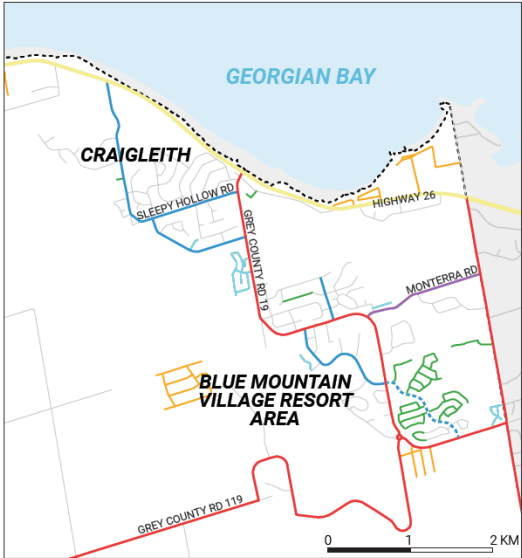 GEORGIAN BAY
CRAIGLEITH
SLEEPY HOLLOW RD
HIGHWAY 26
GREY COUNTY RD 19
MONTERRA RD
BLUE MOUNTAIN
VILLAGE RESORT
AREA
GREY COUNTY RD 119
0 1 2 KM